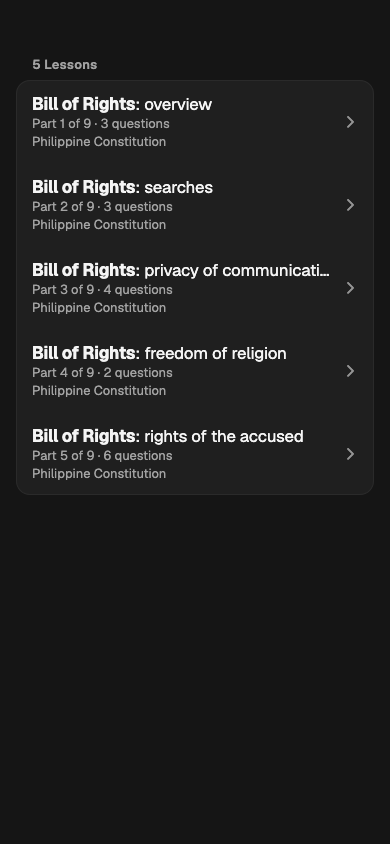 5 Lessons
Bill of Rights: overview
Part 1 of 9 · 3 questions
Philippine Constitution
Bill of Rights: searches
Part 2 of 9 · 3 questions
Philippine Constitution
Bill of Rights: privacy of communicati...
Part 3 of 9 · 4 questions
Philippine Constitution
Bill of Rights: freedom of religion
Part 4 of 9 · 2 questions
Philippine Constitution
Bill of Rights: rights of the accused
Part 5 of 9 · 6 questions
Philippine Constitution